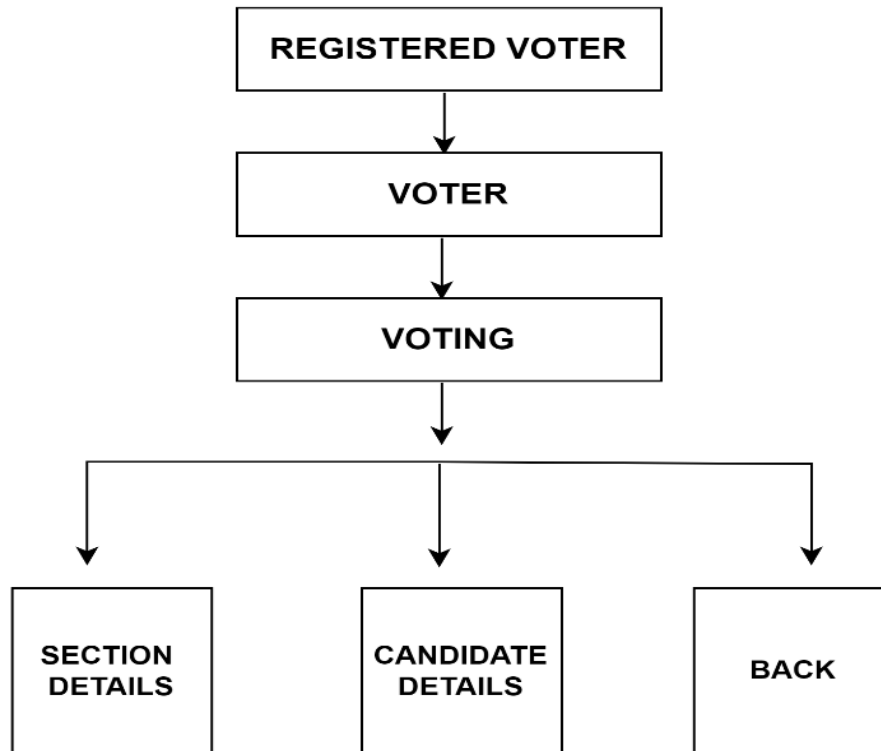 REGISTERED VOTER
VOTER
VOTING
SECTION
DETAILS
CANDIDATE
DETAILS
BACK